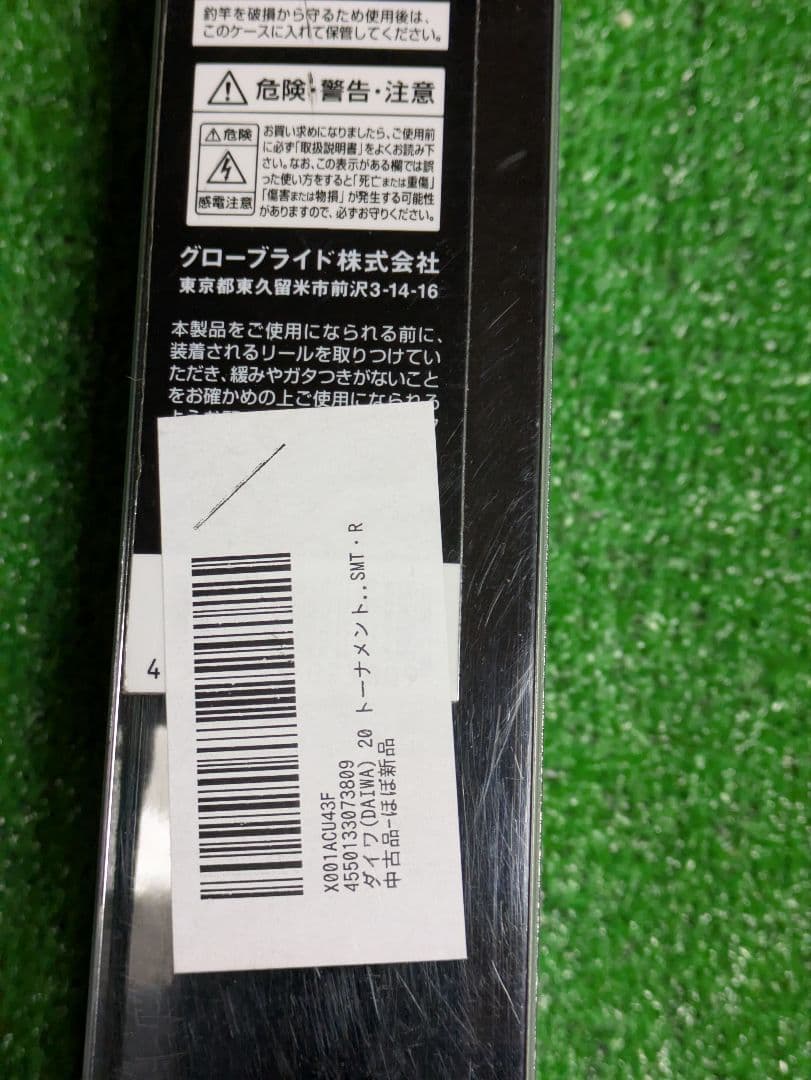 釣竿を破損から守るため使用後は、
このケースに入れて保管してください。
危険・警告・注意
危険
感電注意
お買い求めになりましたら、ご使用前
に必ず「取扱説明書」をよくお読み下
さい。なお、この表示がある欄では誤
った使い方をすると「死亡または重傷」
「傷害または物損」が発生する可能性
がありますので、必ずお守りください。
グローブライド株式会社
東京都東久留米市前沢3-14-16
本製品をご使用になられる前に、
装着されるリールを取りつけてい
ただき、緩みやガタつきがないこと
をお確かめの上ご使用になられる
4
X001ACU43F
4550133073809
ダイワ(DAIWA) 20 トーナメント..SMT・R
中古品-ほぼ新品